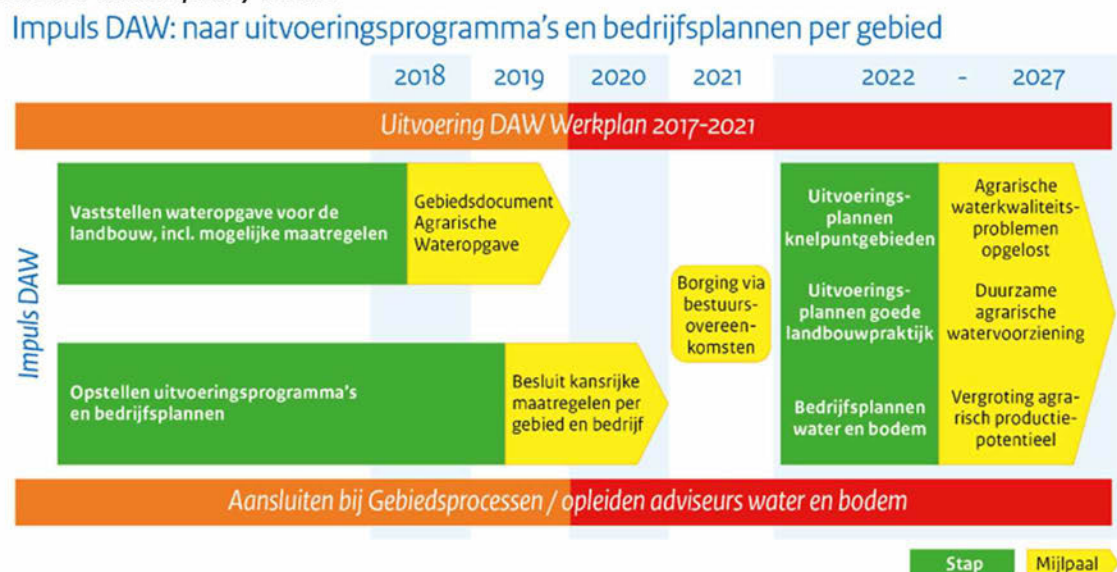 Impuls DAW: naar uitvoeringsprogramma's en bedrijfsplannen per gebied
2018 2019 2020 2021 2022 - 2027
Uitvoering DAW Werkplan 2017-2021
Impuls DAW
Vaststellen wateropgave voor de
landbouw, incl. mogelijke maatregelen
Gebiedsdocument
Agrarische
Wateropgave
Opstellen uitvoeringsprogramma's
en bedrijfsplannen
Besluit kansrijke
maatregelen per
gebied en bedrijf
Borging via
bestuurs-
overeen-
komsten
Uitvoerings-
plannen
knelpuntgebieden
Uitvoerings-
plannen goede
landbouwpraktijk
Bedrijfsplannen
water en bodem
Agrarische
waterkwaliteits-
problemen
opgelost
Duurzame
agrarische
watervoorziening
Vergroting agra-
risch productie-
potentieel
Aansluiten bij Gebiedsprocessen / opleiden adviseurs water en bodem
Stap
Mijlpaal